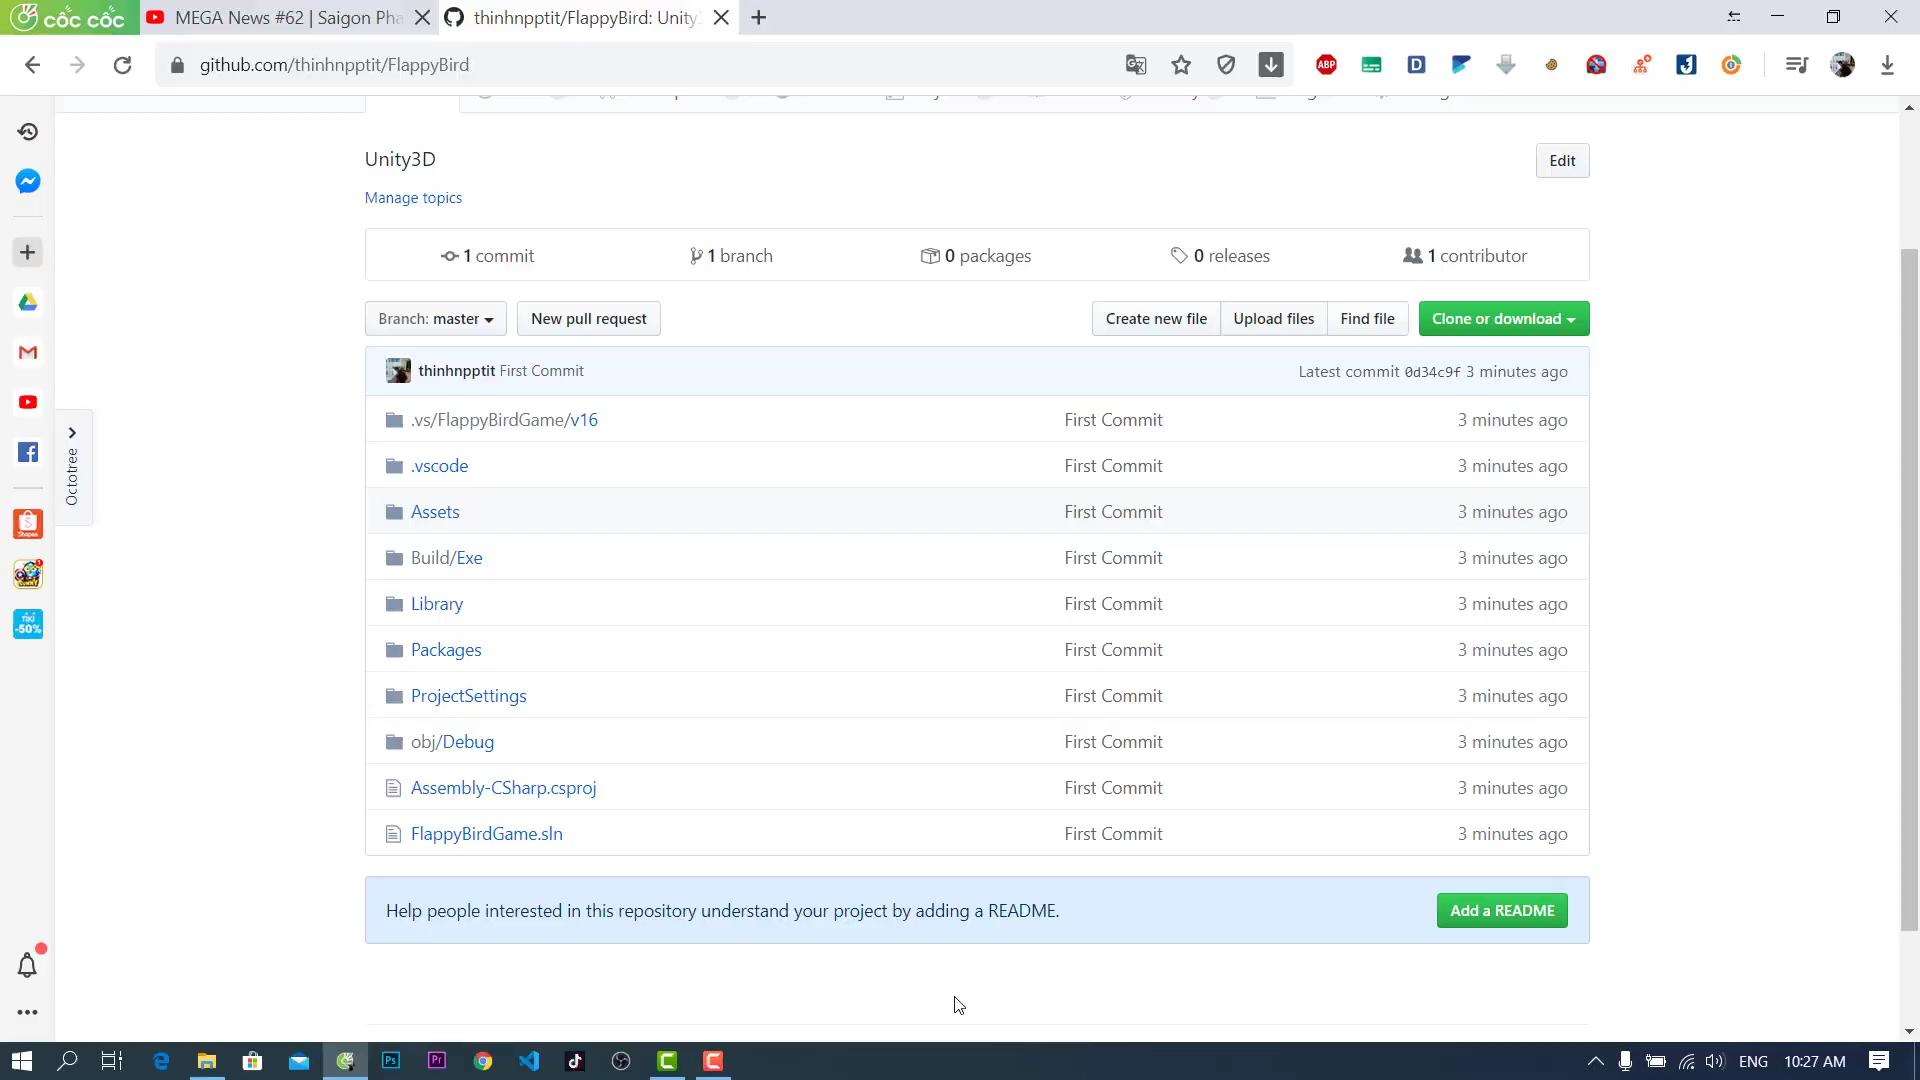 cốc cốc
MEGA News #62 | Saigon Pha
thinhnpptit/FlappyBird: Unity3
github.com/thinhnpptit/FlappyBird
ABP
D
Unity3D
Edit
Manage topics
1 commit
1 branch
0 packages
0 releases
1 contributor
Branch: master
New pull request
Create new file
Upload files
Find file
Clone or download
thinhnpptit First Commit
Latest commit 0d34c9f 3 minutes ago
.vs/FlappyBirdGame/v16 First Commit 3 minutes ago
.vscode First Commit 3 minutes ago
Assets First Commit 3 minutes ago
Build/Exe First Commit 3 minutes ago
Library First Commit 3 minutes ago
Packages First Commit 3 minutes ago
ProjectSettings First Commit 3 minutes ago
obj/Debug First Commit 3 minutes ago
Assembly-CSharp.csproj First Commit 3 minutes ago
FlappyBirdGame.sln First Commit 3 minutes ago
Help people interested in this repository understand your project by adding a README.
Add a README
Octotree
Shopee
TIKI
-50%
Ps
Pr
ENG
10:27 AM